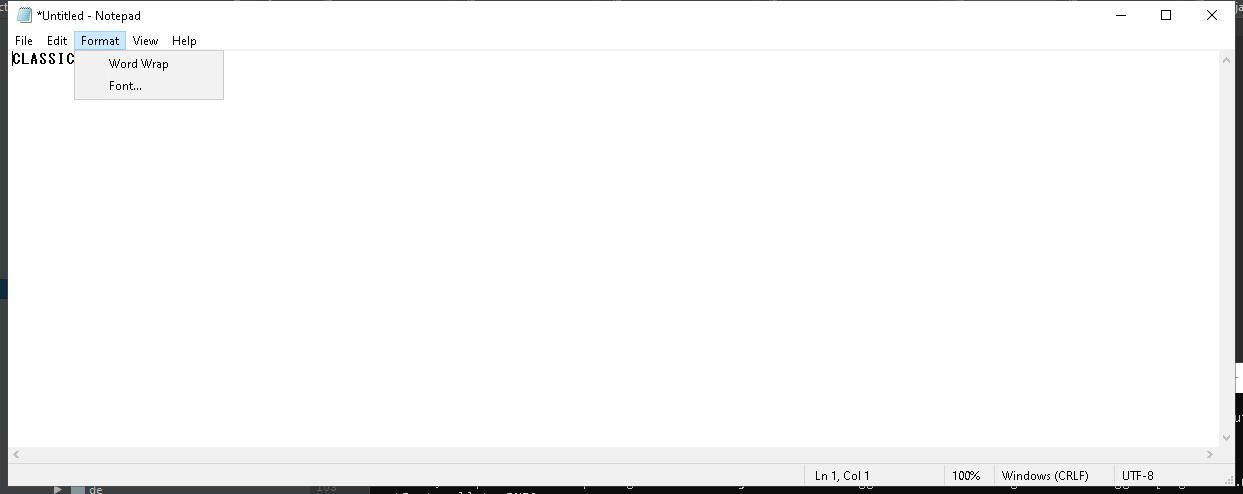 *Untitled - Notepad
File Edit Format View Help
CLASSIC
Word Wrap
Font...
Ln 1, Col 1 100% Windows (CRLF) UTF-8
de 103